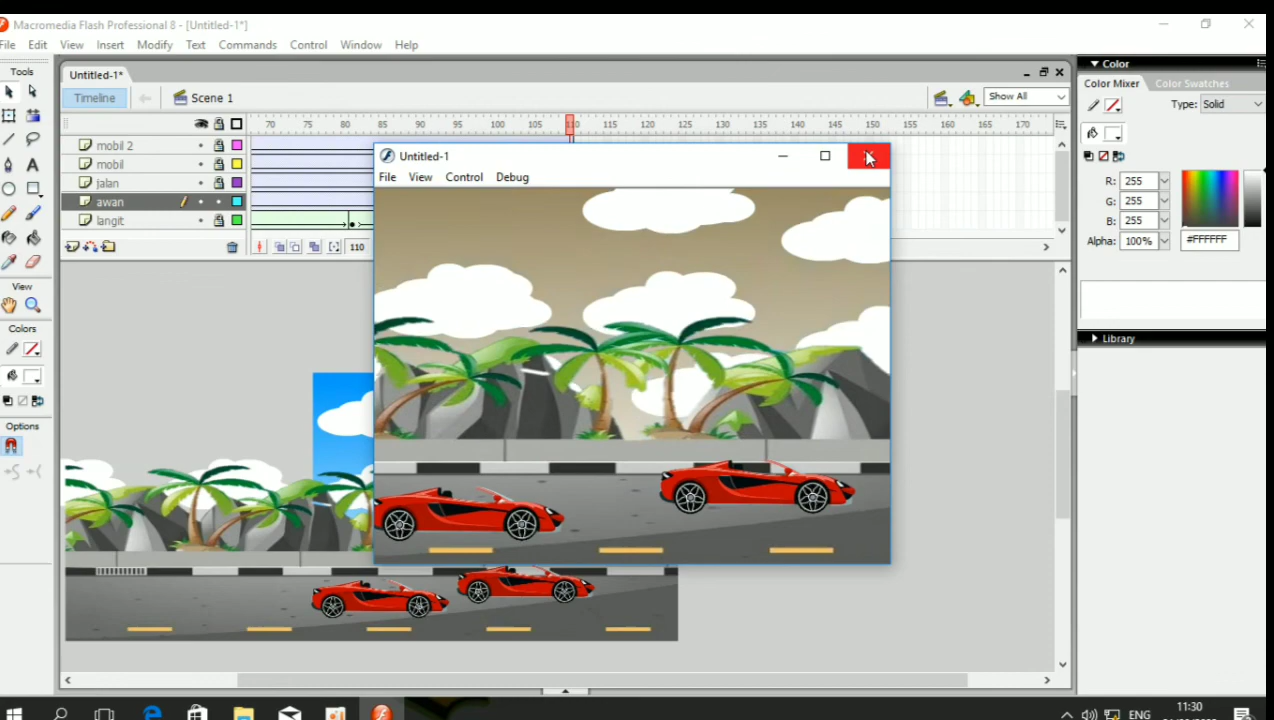 Macromedia Flash Professional 8 - [Untitled-1*]
File Edit View Insert Modify Text Commands Control Window Help
Tools
View
Colors
Options
Untitled-1*
Timeline
Scene 1
Show All
70 75 80 85 90 95 100 105 110 115 120 125 130 135 140 145 150 155 160 165 170
mobil 2
mobil
jalan
awan
langit
110
Untitled-1
File View Control Debug
Color
Color Mixer Color Swatches
Type: Solid
R: 255
G: 255
B: 255
Alpha: 100% #FFFFFF
Library
ENG
11:30